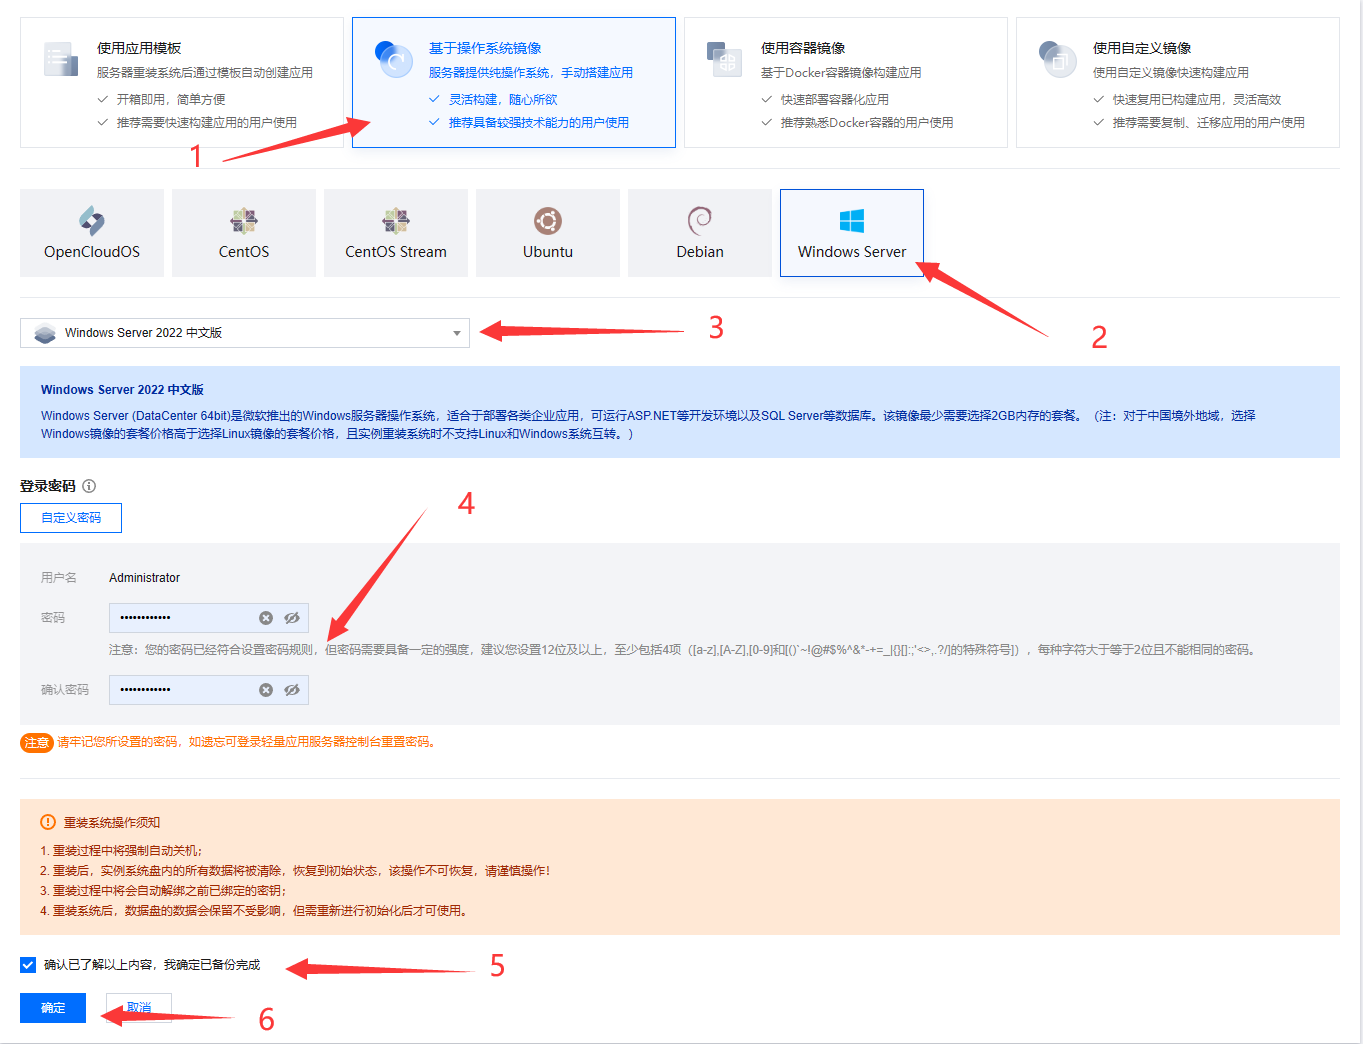 使用应用模板
服务器重装系统后通过模板自动创建应用
开箱即用，简单方便
推荐需要快速构建应用的用户使用
基于操作系统镜像
服务器提供纯操作系统，手动搭建应用
灵活构建，随心所欲
推荐具备较强技术能力的用户使用
使用容器镜像
基于Docker容器镜像构建应用
快速部署容器化应用
推荐熟悉Docker容器的用户使用
使用自定义镜像
使用自定义镜像快速构建应用
快速复用已构建应用，灵活高效
推荐需要复制、迁移应用的用户使用
1
OpenCloudOS
CentOS
CentOS Stream
Ubuntu
Debian
Windows Server
2
Windows Server 2022 中文版
3
Windows Server 2022 中文版
Windows Server (DataCenter 64bit)是微软推出的Windows服务器操作系统，适合于部署各类企业应用，可运行ASP.NET等开发环境以及SQL Server等数据库。该镜像最少需要选择2GB内存的套餐。（注：对于中国境外地域，选择
Windows镜像的套餐价格高于选择Linux镜像的套餐价格，且实例重装系统时不支持Linux和Windows系统互转。）
登录密码
4
自定义密码
用户名 Administrator
密码 ••••••••••••
注意：您的密码已经符合设置密码规则，但密码需要具备一定的强度，建议您设置12位及以上，至少包括4项（[a-z],[A-Z],[0-9]和[()`~!@#$%^&*-+=_|{}[]:;'<>,.?/]的特殊符号]），每种字符大于等于2位且不能相同的密码。
确认密码 ••••••••••••
注意 请牢记您所设置的密码，如遗忘可登录轻量应用服务器控制台重置密码。
重装系统操作须知
1. 重装过程中将强制自动关机；
2. 重装后，实例系统盘内的所有数据将被清除，恢复到初始状态，该操作不可恢复，请谨慎操作！
3. 重装过程中将会自动解绑之前已绑定的密钥；
4. 重装系统后，数据盘的数据会保留不受影响，但需重新进行初始化后才可使用。
确认已了解以上内容，我确定已备份完成
5
确定
取消
6